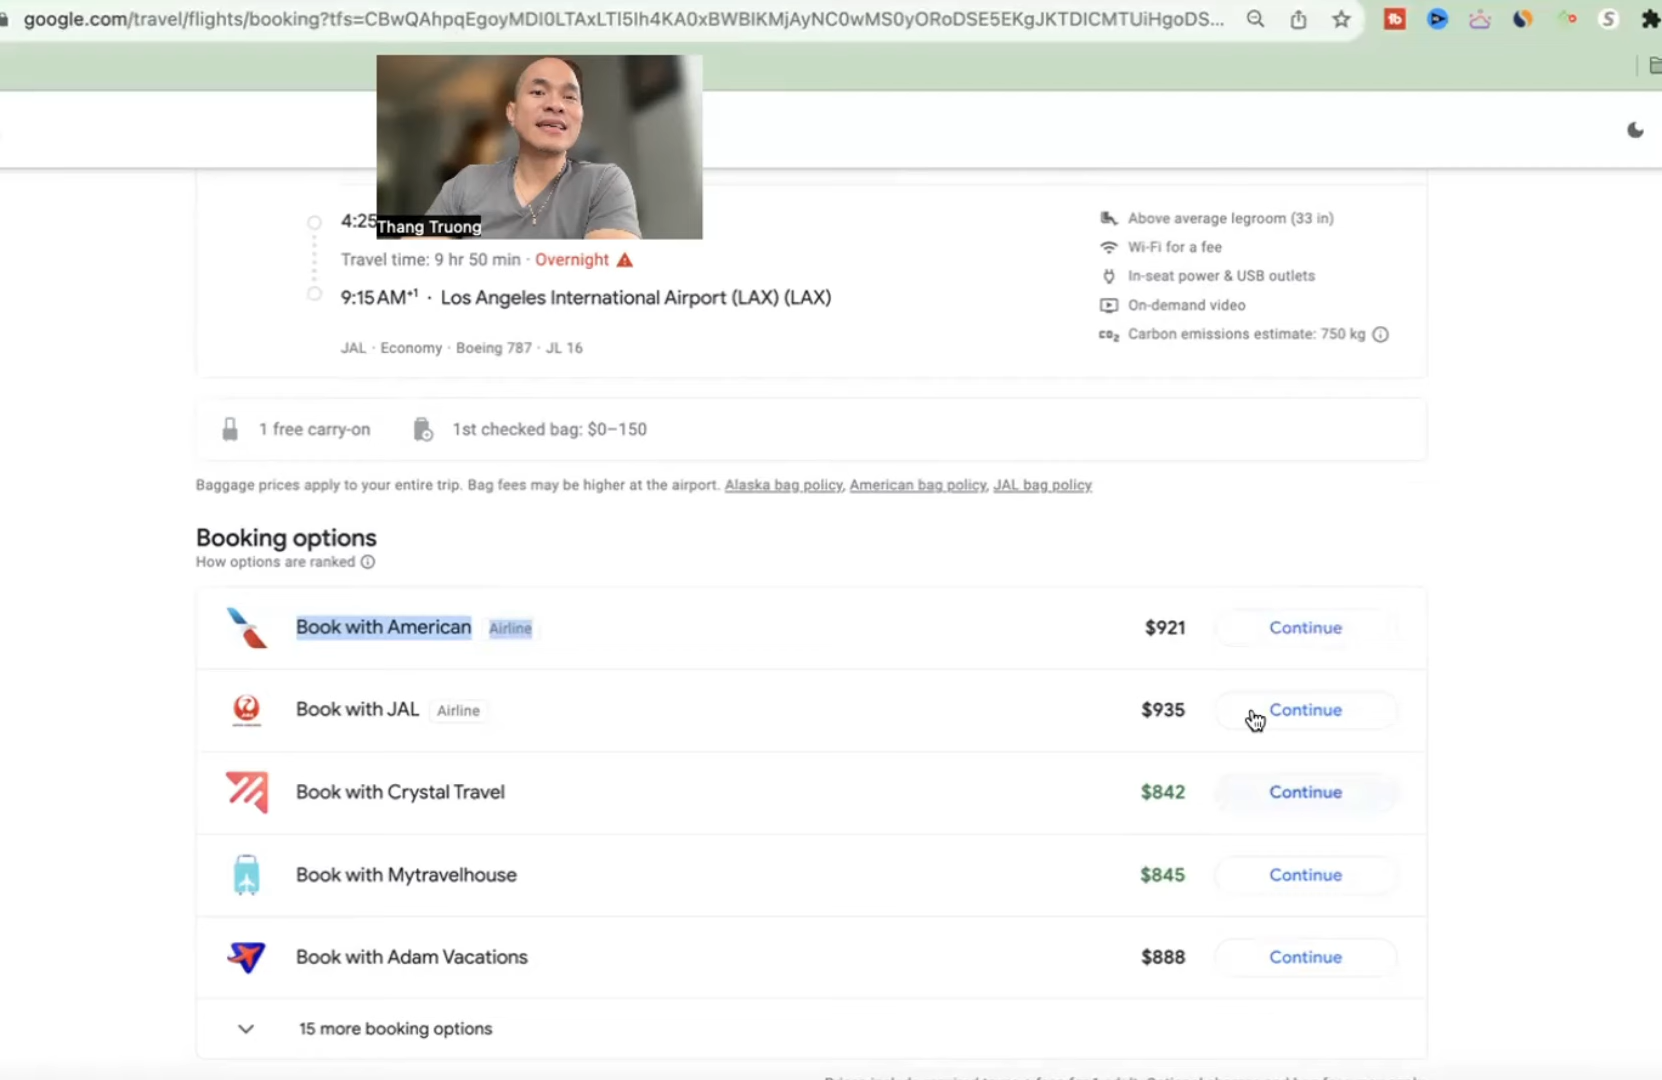 google.com/travel/flights/booking?tfs=CBwQAhpqEgoyMDI0LTAxLTI5Ih4KA0xBWBIKMjAyNC0wMS0yORoDSE5EKgJKTDICMTUiHgoDS...
Thang Truong
4:25
Travel time: 9 hr 50 min · Overnight
9:15 AM+1 · Los Angeles International Airport (LAX) (LAX)
JAL · Economy · Boeing 787 · JL 16
Above average legroom (33 in)
Wi-Fi for a fee
In-seat power & USB outlets
On-demand video
CO2 Carbon emissions estimate: 750 kg
1 free carry-on
1st checked bag: $0–150
Baggage prices apply to your entire trip. Bag fees may be higher at the airport. Alaska bag policy, American bag policy, JAL bag policy
Booking options
How options are ranked
Book with American Airline $921 Continue
Book with JAL Airline $935 Continue
Book with Crystal Travel $842 Continue
Book with Mytravelhouse $845 Continue
Book with Adam Vacations $888 Continue
15 more booking options